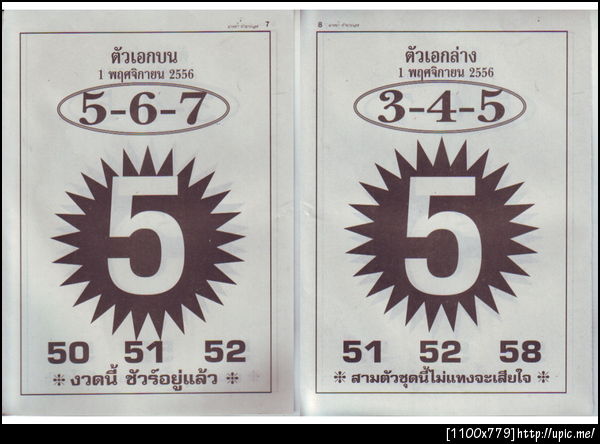 7
ตัวเอกบน
1 พฤศจิกายน 2556
5-6-7
5
50 51 52
❈ งวดนี้ ชัวร์อยู่แล้ว ❈
8
ตัวเอกล่าง
1 พฤศจิกายน 2556
3-4-5
5
51 52 58
❈ สามตัวชุดนี้ไม่แทงจะเสียใจ ❈
[1100x779]http://upic.me/